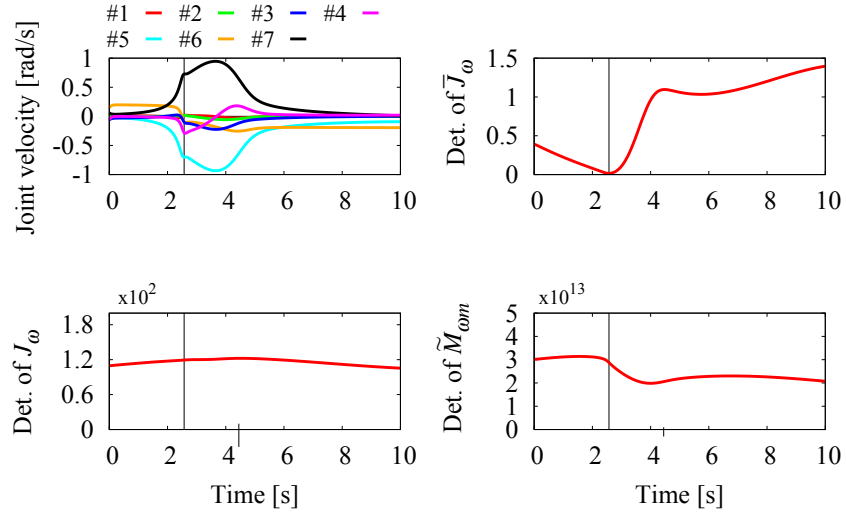 #1 #2 #3 #4
#5 #6 #7
Joint velocity [rad/s]
1
0.5
0
-0.5
-1
0 2 4 6 8 10
Det. of J̅ω
1.5
1
0.5
0
0 2 4 6 8 10
x10²
Det. of Jω
1.8
1.2
0.6
0
0 2 4 6 8 10
Time [s]
x10¹³
Det. of M̃ωm
5
4
3
2
1
0
0 2 4 6 8 10
Time [s]